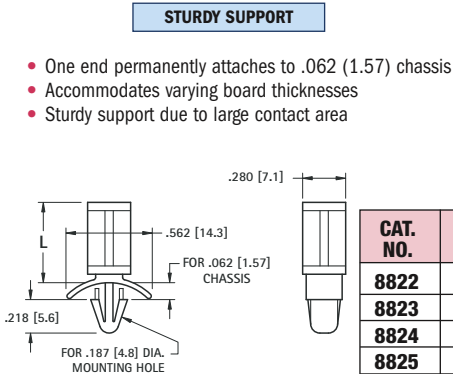 STURDY SUPPORT
• One end permanently attaches to .062 (1.57) chassis
• Accommodates varying board thicknesses
• Sturdy support due to large contact area
.280 [7.1]
L
.562 [14.3]
FOR .062 [1.57]
CHASSIS
.218 [5.6]
FOR .187 [4.8] DIA.
MOUNTING HOLE
CAT.
NO.
8822
8823
8824
8825